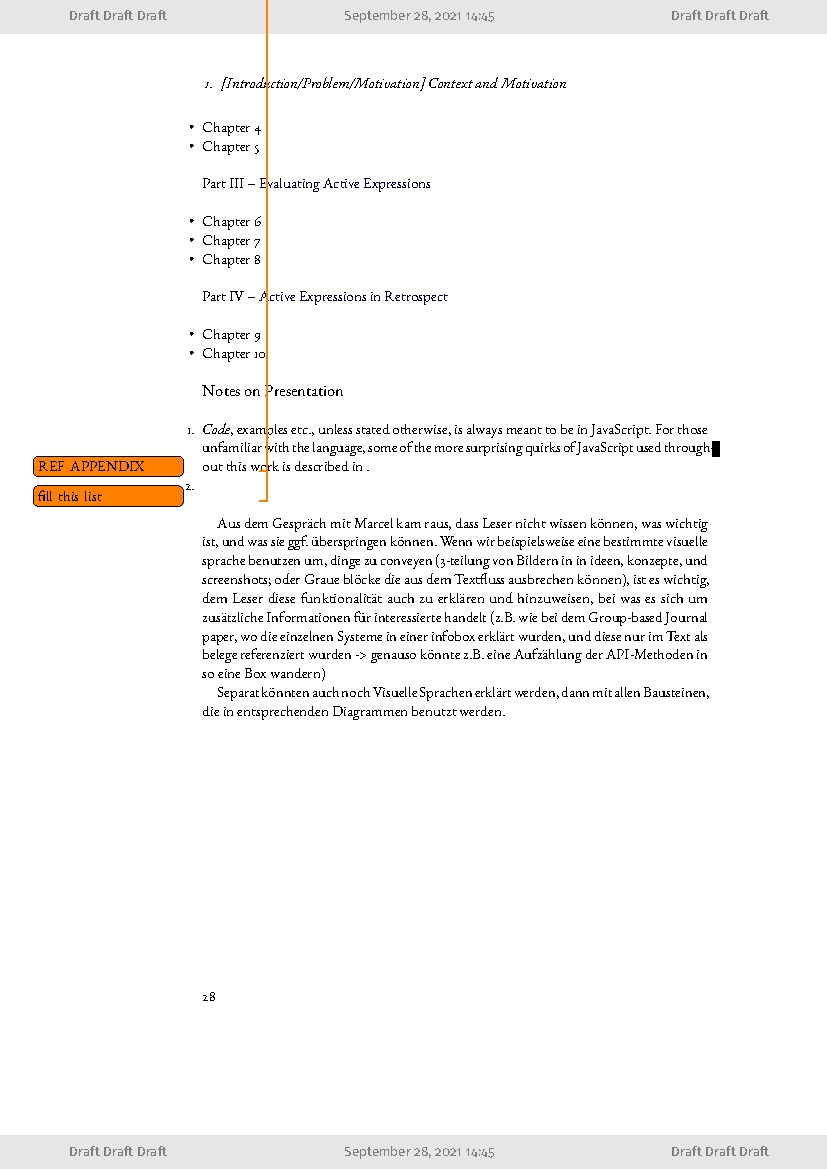 Draft Draft Draft September 28, 2021 14:45 Draft Draft Draft
1. [Introduction/Problem/Motivation] Context and Motivation
• Chapter 4
• Chapter 5
Part III – Evaluating Active Expressions
• Chapter 6
• Chapter 7
• Chapter 8
Part IV – Active Expressions in Retrospect
• Chapter 9
• Chapter 10
Notes on Presentation
1. Code, examples etc., unless stated otherwise, is always meant to be in JavaScript. For those
unfamiliar with the language, some of the more surprising quirks of JavaScript used through-
REF APPENDIX
out this work is described in .
2.
fill this list
Aus dem Gespräch mit Marcel kam raus, dass Leser nicht wissen können, was wichtig
ist, und was sie ggf. überspringen können. Wenn wir beispielsweise eine bestimmte visuelle
sprache benutzen um, dinge zu conveyen (3-teilung von Bildern in in ideen, konzepte, und
screenshots; oder Graue blöcke die aus dem Textfluss ausbrechen können), ist es wichtig,
dem Leser diese funktionalität auch zu erklären und hinzuweisen, bei was es sich um
zusätzliche Informationen für interessierte handelt (z.B. wie bei dem Group-based Journal
paper, wo die einzelnen Systeme in einer infobox erklärt wurden, und diese nur im Text als
belege referenziert wurden -> genauso könnte z.B. eine Aufzählung der API-Methoden in
so eine Box wandern)
Separat könnten auch noch Visuelle Sprachen erklärt werden, dann mit allen Bausteinen,
die in entsprechenden Diagrammen benutzt werden.
28
Draft Draft Draft September 28, 2021 14:45 Draft Draft Draft